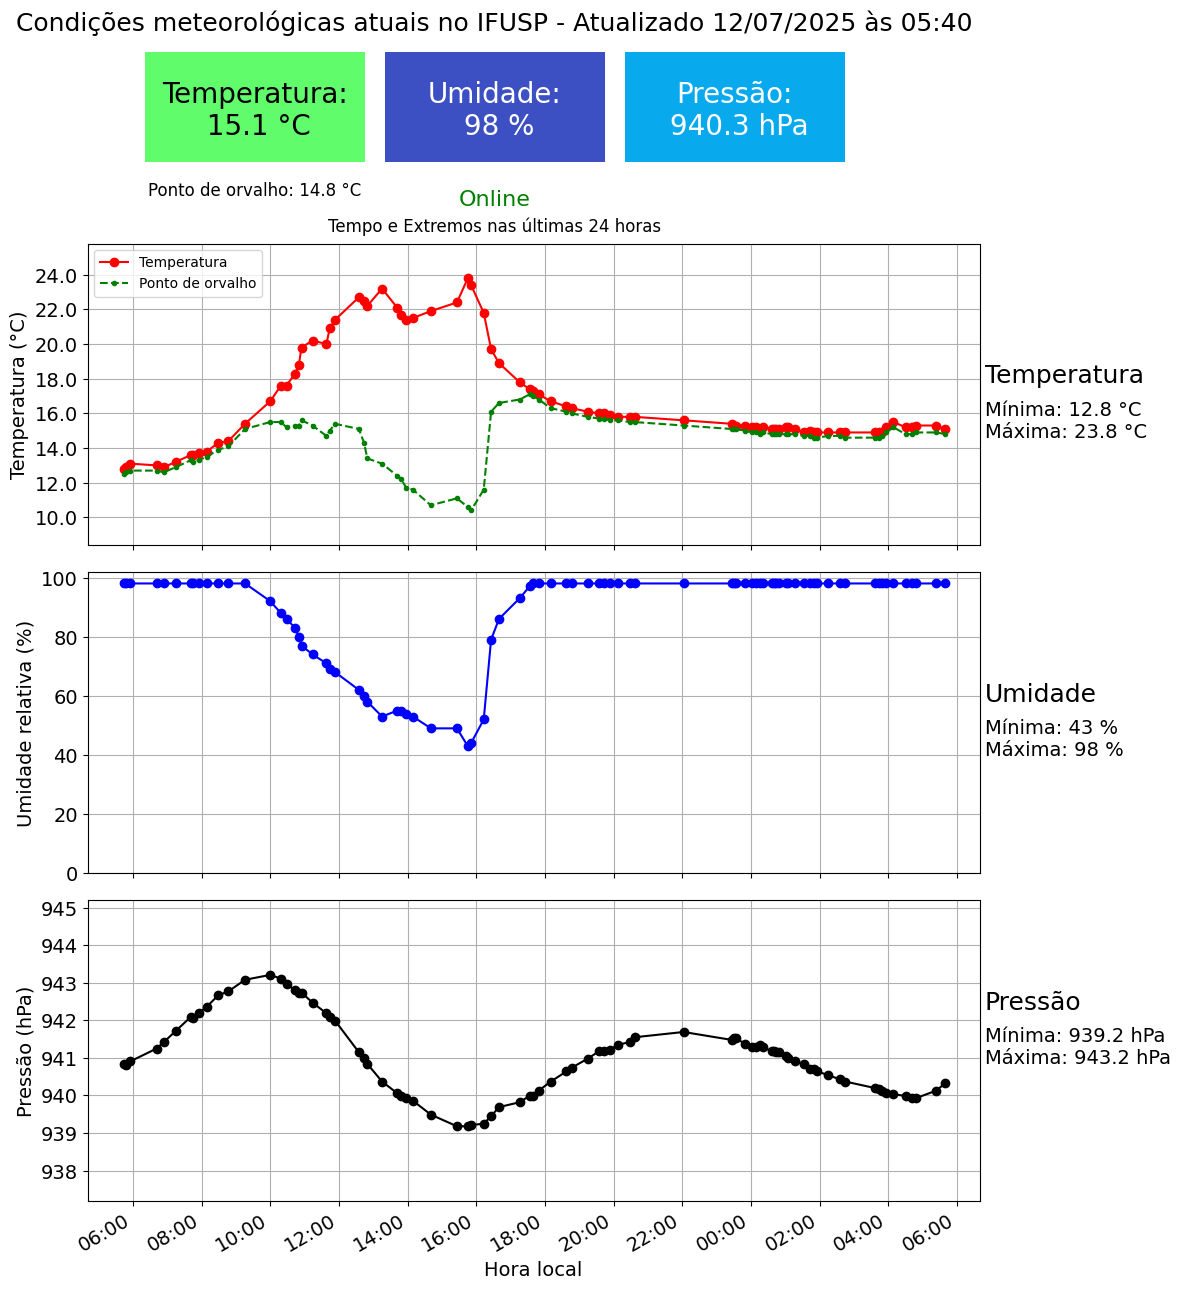 Condições meteorológicas atuais no IFUSP - Atualizado 12/07/2025 às 05:40
Temperatura:
15.1 °C
Umidade:
98 %
Pressão:
940.3 hPa
Ponto de orvalho: 14.8 °C
Online
Tempo e Extremos nas últimas 24 horas
Temperatura
Ponto de orvalho
Temperatura (°C)
24.0
22.0
20.0
18.0
16.0
14.0
12.0
10.0
Temperatura
Mínima: 12.8 °C
Máxima: 23.8 °C
Umidade relativa (%)
100
80
60
40
20
0
Umidade
Mínima: 43 %
Máxima: 98 %
Pressão (hPa)
945
944
943
942
941
940
939
938
Pressão
Mínima: 939.2 hPa
Máxima: 943.2 hPa
06:00
08:00
10:00
12:00
14:00
16:00
18:00
20:00
22:00
00:00
02:00
04:00
06:00
Hora local